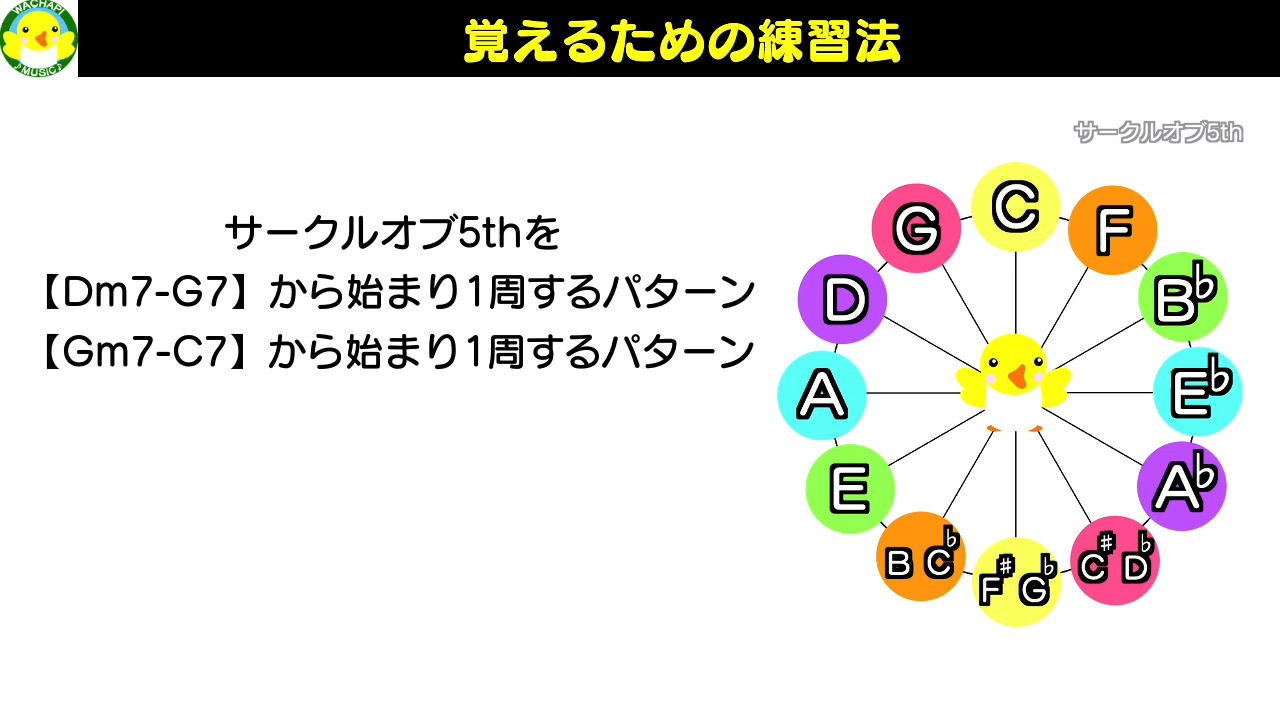 WACHAPI
♪MUSIC♪
覚えるための練習法
サークルオブ5th
サークルオブ5thを
【Dm7-G7】から始まり1周するパターン
【Gm7-C7】から始まり1周するパターン
C
F
B♭
E♭
A♭
C♯ D♭
F♯ G♭
B C♭
E
A
D
G